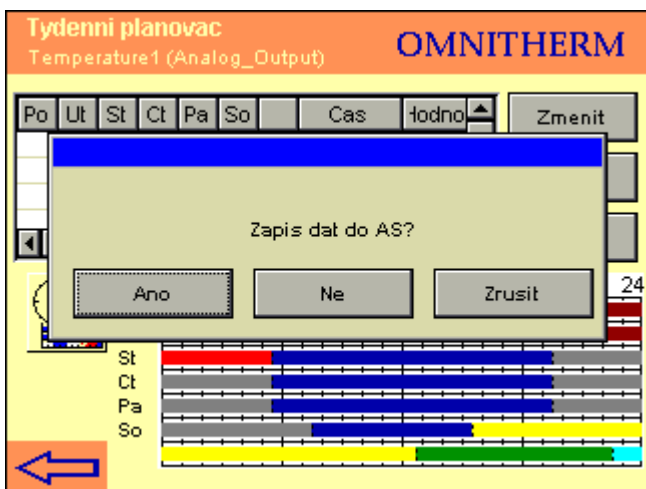 Tydenni planovac
Temperature1 (Analog_Output)
OMNITHERM
Po Ut St Ct Pa So Cas Hodno
Zmenit
Zapis dat do AS?
Ano Ne Zrusit
24
St
Ct
Pa
So